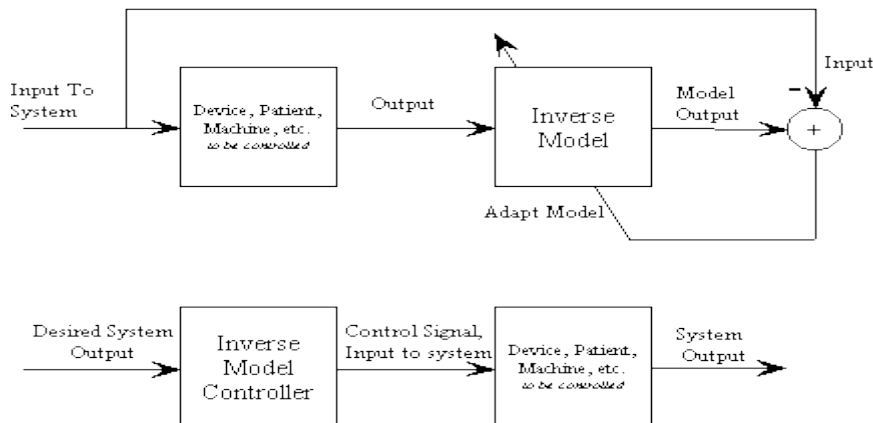 Input To
System
Device, Patient,
Machine, etc.
to be controlled
Output
Inverse
Model
Model
Output
Input
-
+
Adapt Model
Desired System
Output
Inverse
Model
Controller
Control Signal,
Input to system
Device, Patient,
Machine, etc.
to be controlled
System
Output